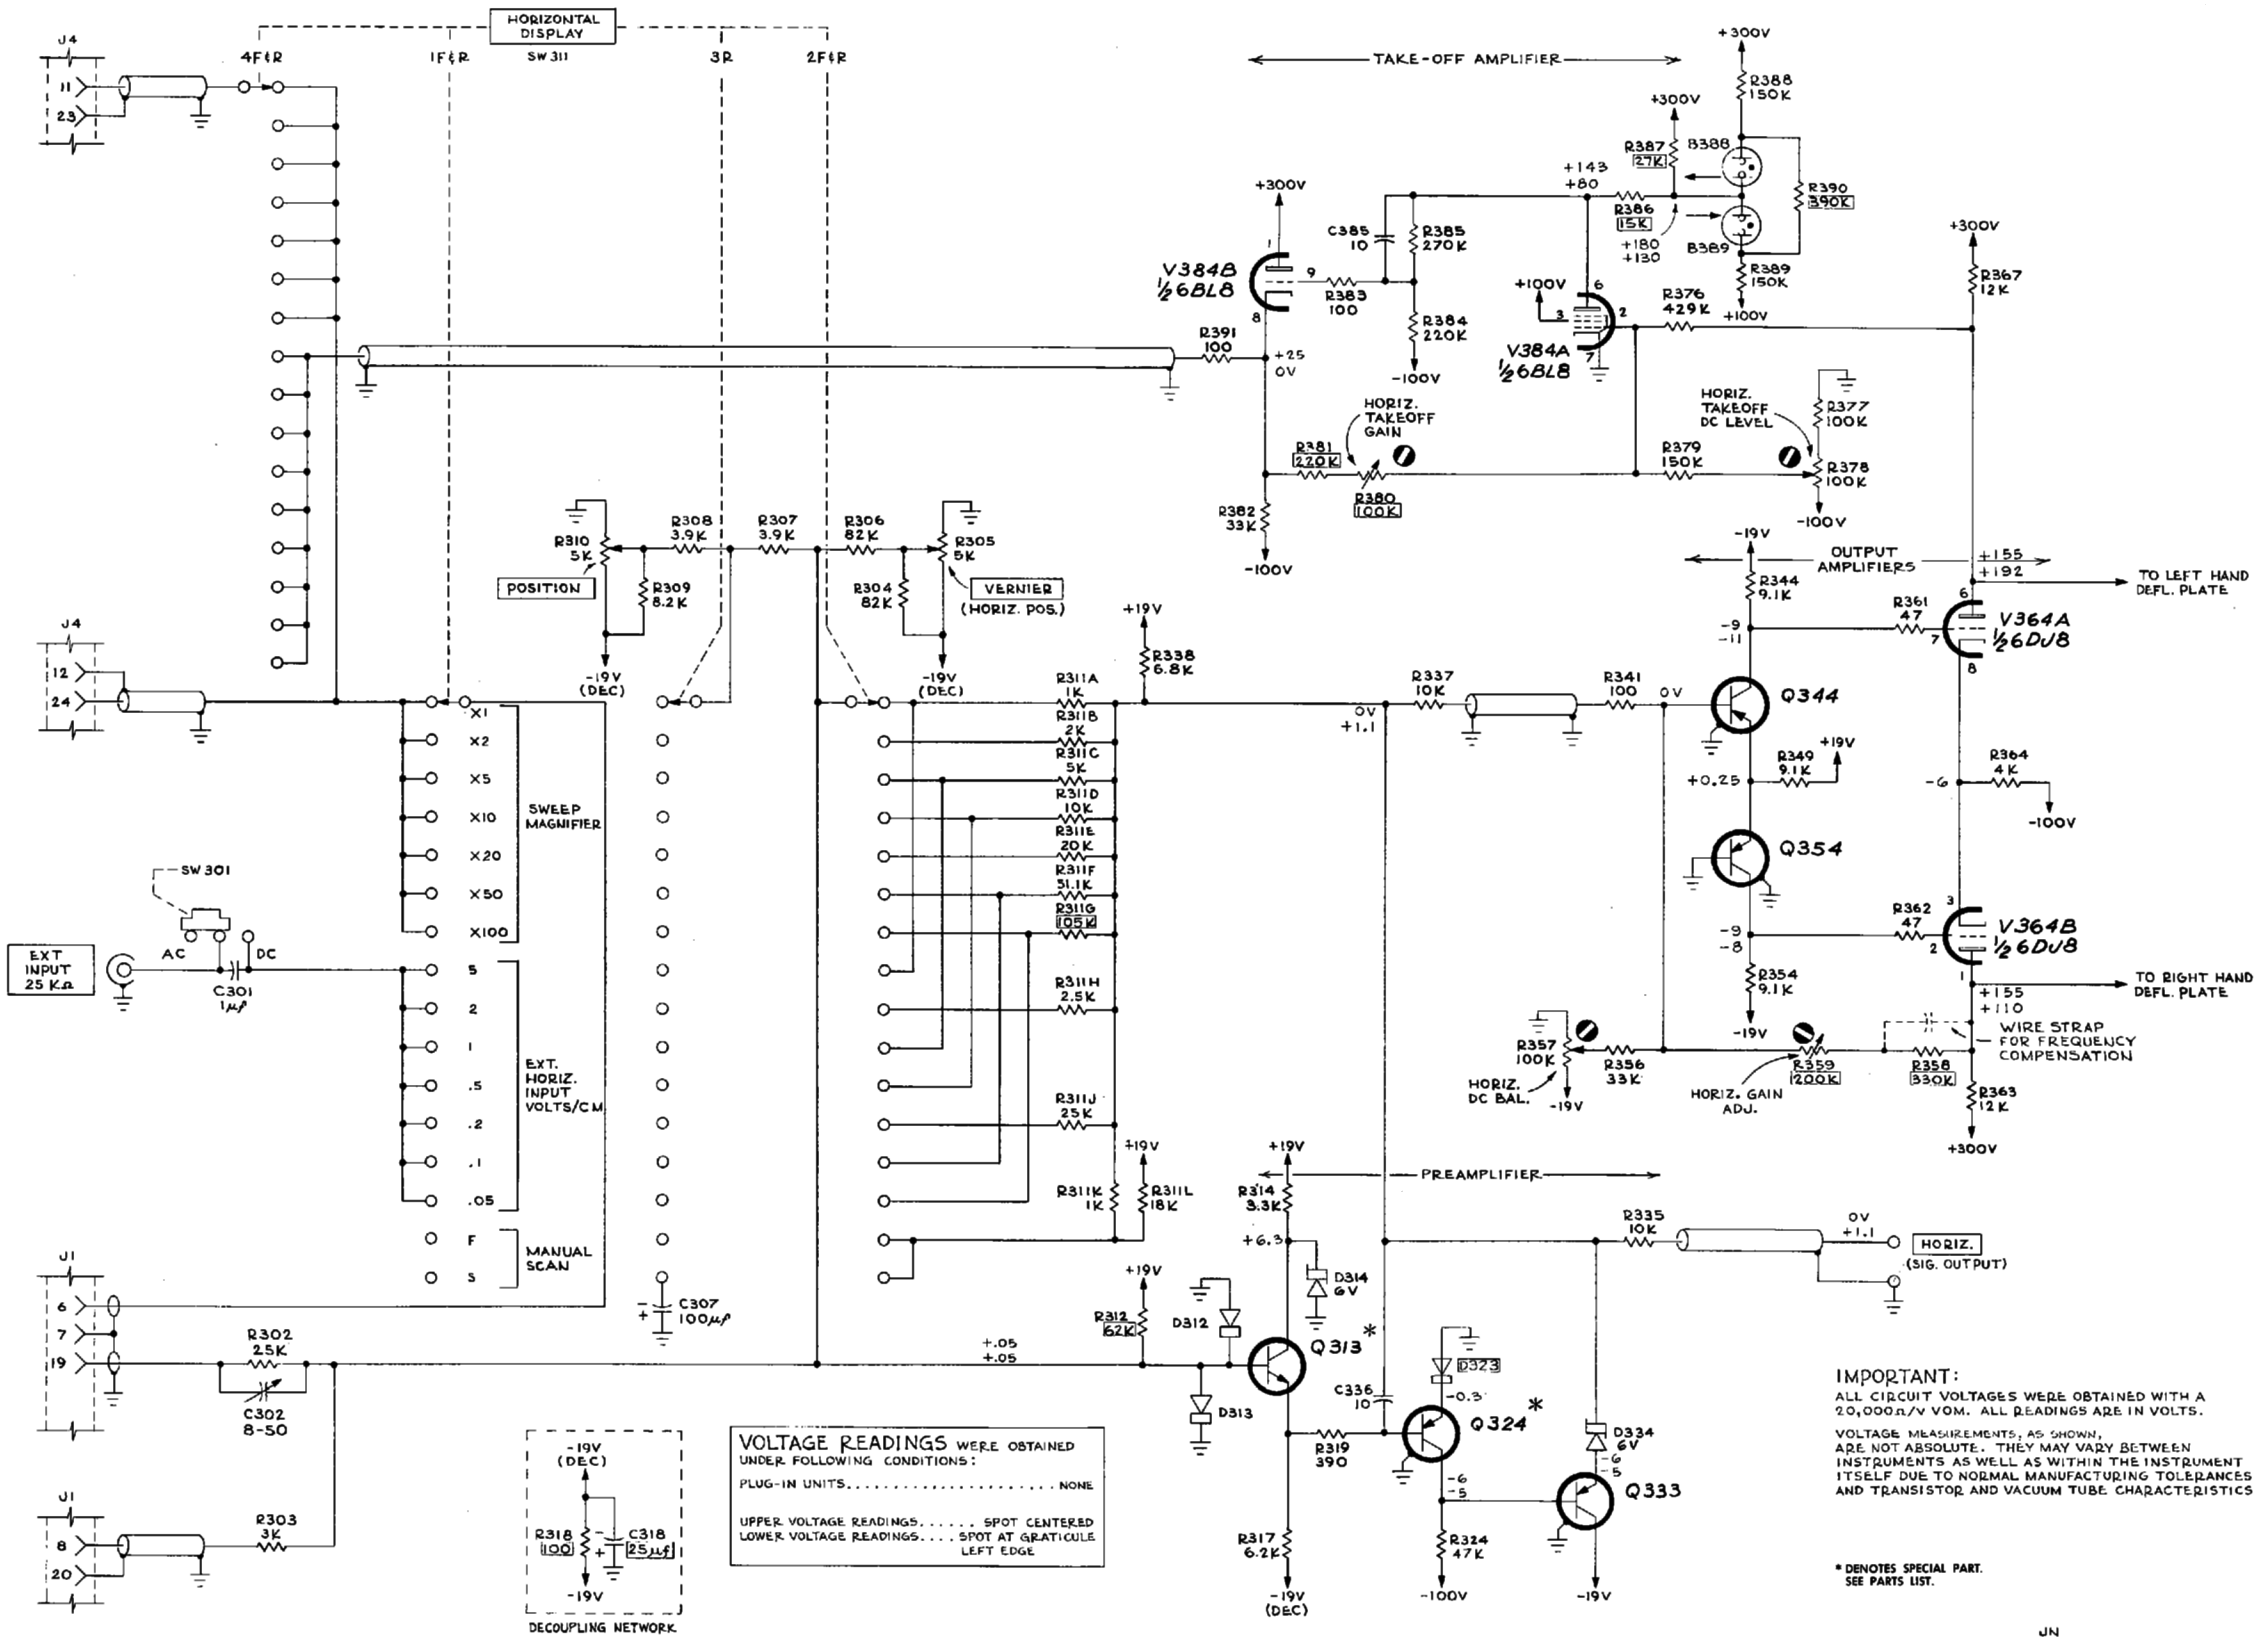 HORIZONTAL
DISPLAY
SW 311
J4
4F&R
1F&R
3R
2F&R
11
23
TAKE-OFF AMPLIFIER
+300V
R388
150K
+300V
R387
27K
B388
R390
390K
+143
+80
R386
15K
+180
+130
B389
R389
150K
+100V
+300V
C385
10
R385
270K
V384B
1/2 6BL8
1
9
8
R383
100
R384
220K
-100V
+100V
6
3
2
7
V384A
1/2 6BL8
R376
429K
+300V
R367
12K
R391
100
+25
0V
HORIZ.
TAKEOFF
GAIN
R381
220K
R380
100K
R382
33K
-100V
HORIZ.
TAKEOFF
DC LEVEL
R377
100K
R379
150K
R378
100K
-100V
R310
5K
POSITION
R308
3.9K
R307
3.9K
R306
82K
R305
5K
R309
8.2K
R304
82K
VERNIER
(HORIZ. POS.)
-19V
(DEC)
-19V
(DEC)
+19V
R338
6.8K
-19V
R344
9.1K
OUTPUT
AMPLIFIERS
+155
+192
TO LEFT HAND
DEFL. PLATE
R361
47
-9
-11
6
7
8
V364A
1/2 6DJ8
J4
12
24
X1
X2
X5
X10
X20
X50
X100
SWEEP
MAGNIFIER
R311A
1K
R311B
2K
R311C
5K
R311D
10K
R311E
20K
R311F
51.1K
R311G
105K
R311H
2.5K
R311J
25K
R311K
1K
R311L
18K
+19V
0V
+1.1
R337
10K
R341
100
0V
Q344
+19V
R349
9.1K
+0.25
R364
4K
-6
-100V
Q354
R362
47
-9
-8
3
2
1
V364B
1/2 6DJ8
R354
9.1K
-19V
TO RIGHT HAND
DEFL. PLATE
+155
+110
WIRE STRAP
FOR FREQUENCY
COMPENSATION
R357
100K
R356
33K
HORIZ.
DC BAL.
-19V
R359
200K
HORIZ. GAIN
ADJ.
R358
330K
R363
12K
+300V
SW 301
AC
DC
EXT
INPUT
25 KΩ
C301
1µf
5
2
1
.5
.2
.1
.05
EXT.
HORIZ.
INPUT
VOLTS/CM
F
S
MANUAL
SCAN
C307
100µf
+19V
PREAMPLIFIER
R314
3.3K
+6.3
D314
6V
R335
10K
0V
+1.1
HORIZ.
(SIG. OUTPUT)
J1
6
7
19
R302
25K
C302
8-50
+.05
+.05
+19V
R312
62K
D312
D313
Q313 *
C336
10
D323
-0.3
Q324 *
R319
390
D334
6V
-6
-5
-6
-5
Q333
R317
6.2K
R324
47K
-19V
(DEC)
-100V
-19V
J1
8
20
R303
3K
-19V
(DEC)
R318
100
C318
25µf
-19V
DECOUPLING NETWORK
VOLTAGE READINGS WERE OBTAINED
UNDER FOLLOWING CONDITIONS:
PLUG-IN UNITS...................... NONE
UPPER VOLTAGE READINGS...... SPOT CENTERED
LOWER VOLTAGE READINGS.... SPOT AT GRATICULE
LEFT EDGE
IMPORTANT:
ALL CIRCUIT VOLTAGES WERE OBTAINED WITH A
20,000Ω/V VOM. ALL READINGS ARE IN VOLTS.
VOLTAGE MEASUREMENTS, AS SHOWN,
ARE NOT ABSOLUTE. THEY MAY VARY BETWEEN
INSTRUMENTS AS WELL AS WITHIN THE INSTRUMENT
ITSELF DUE TO NORMAL MANUFACTURING TOLERANCES
AND TRANSISTOR AND VACUUM TUBE CHARACTERISTICS
* DENOTES SPECIAL PART.
SEE PARTS LIST.
JN